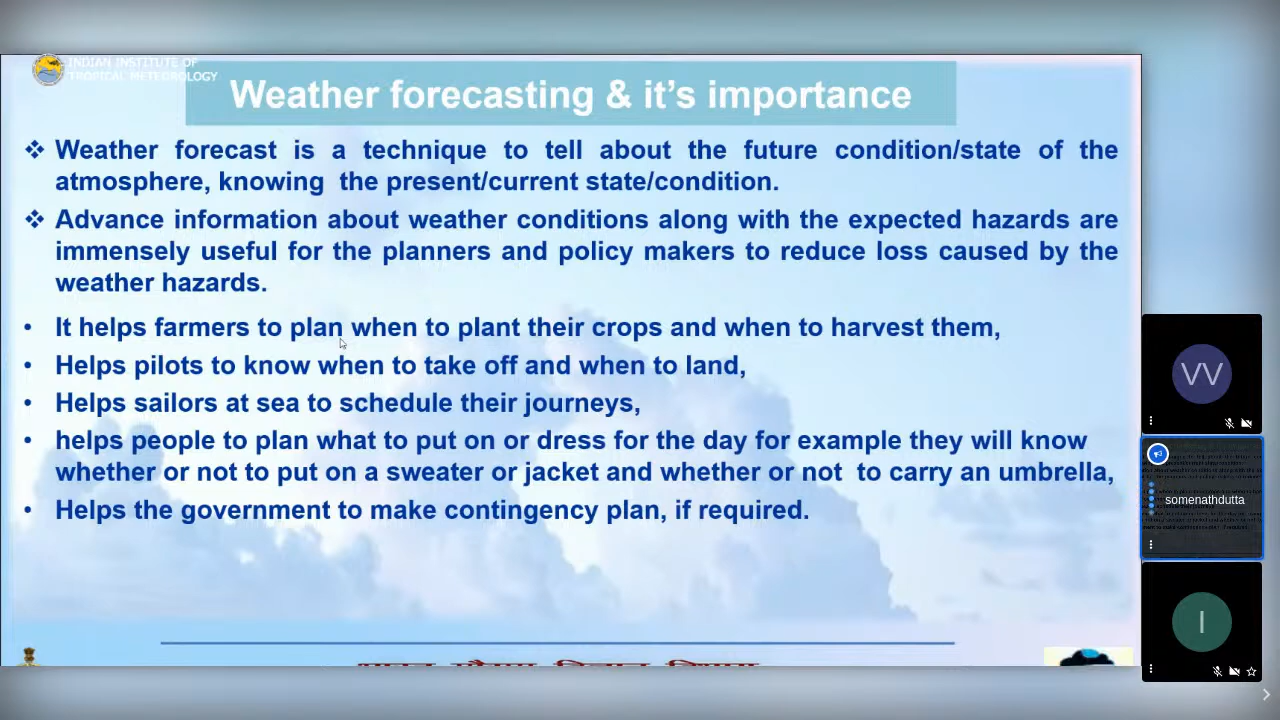 INDIAN INSTITUTE OF
TROPICAL METEOROLOGY
Weather forecasting & it's importance
❖ Weather forecast is a technique to tell about the future condition/state of the
atmosphere, knowing the present/current state/condition.
❖ Advance information about weather conditions along with the expected hazards are
immensely useful for the planners and policy makers to reduce loss caused by the
weather hazards.
• It helps farmers to plan when to plant their crops and when to harvest them,
• Helps pilots to know when to take off and when to land,
• Helps sailors at sea to schedule their journeys,
• helps people to plan what to put on or dress for the day for example they will know
whether or not to put on a sweater or jacket and whether or not to carry an umbrella,
• Helps the government to make contingency plan, if required.
VV
somenathdutta
I